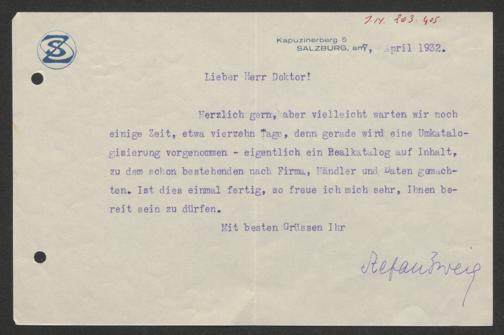 I.N. 203.405
SZ
Kapuzinerberg 5
SALZBURG, am 7. April 1932.
Lieber Herr Doktor!
Herzlich gern, aber vielleicht warten wir noch
einige Zeit, etwa vierzehn Tage, denn gerade wird eine Umkatalo-
gisierung vorgenommen - eigentlich ein Realkatalog auf Inhalt,
zu dem schon bestehenden nach Firma, Händler und Daten gemach-
ten. Ist dies einmal fertig, so freue ich mich sehr, Ihnen be-
reit sein zu dürfen.
Mit besten Grüssen Ihr
Stefan Zweig